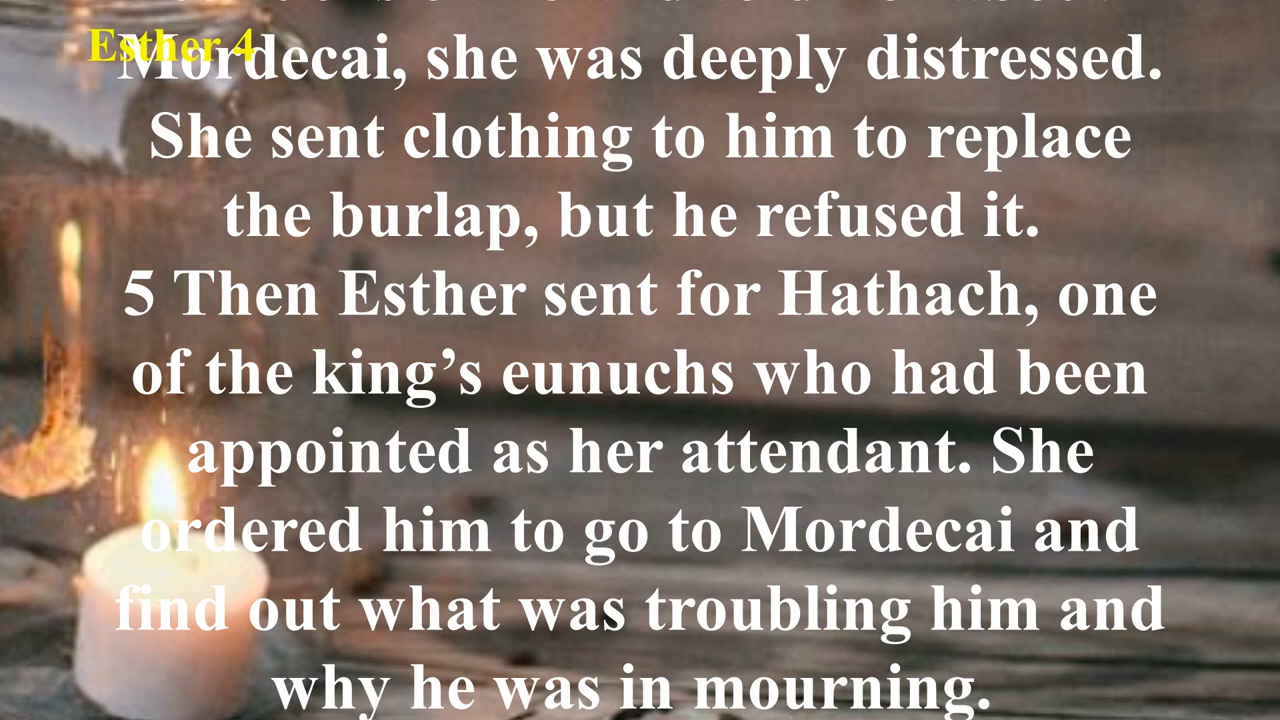 Esther 4
Mordecai, she was deeply distressed.
She sent clothing to him to replace
the burlap, but he refused it.
5 Then Esther sent for Hathach, one
of the king’s eunuchs who had been
appointed as her attendant. She
ordered him to go to Mordecai and
find out what was troubling him and
why he was in mourning.